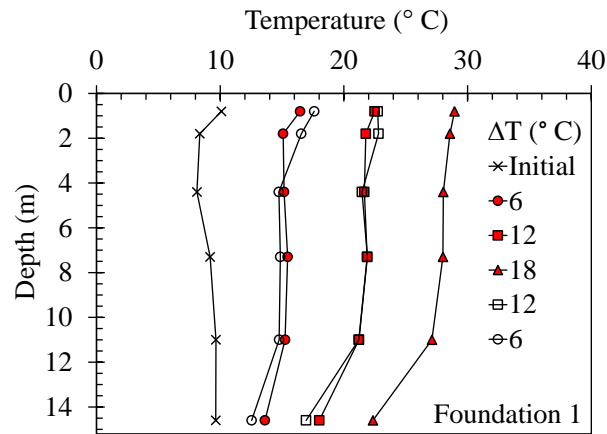 Temperature (° C)
0 10 20 30 40
Depth (m)
0
2
4
6
8
10
12
14
ΔT (° C)
Initial
6
12
18
12
6
Foundation 1